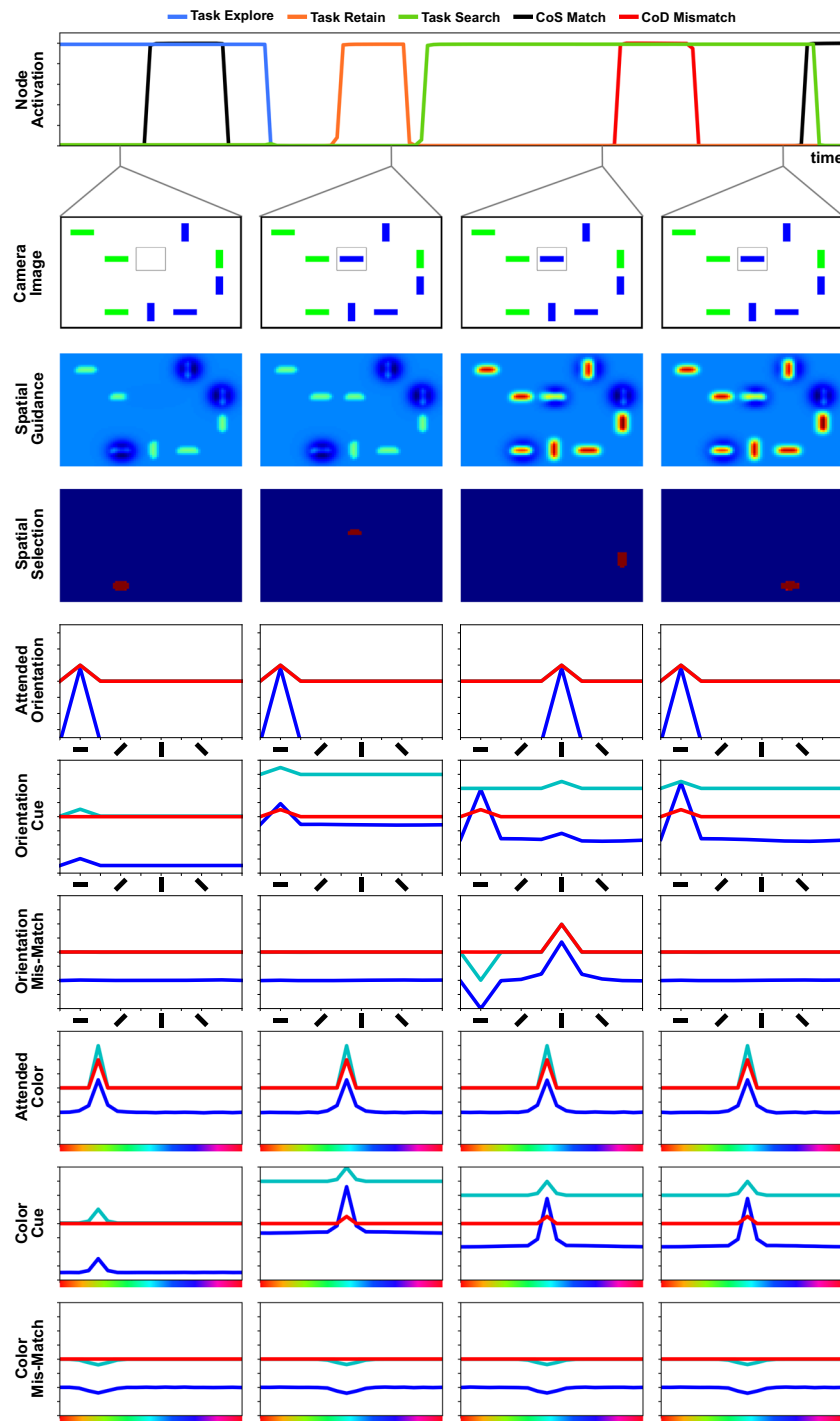 Task Explore Task Retain Task Search CoS Match CoD Mismatch
Node
Activation
time
Camera
Image
Spatial
Guidance
Spatial
Selection
Attended
Orientation
Orientation
Cue
Orientation
Mis-Match
Attended
Color
Color
Cue
Color
Mis-Match